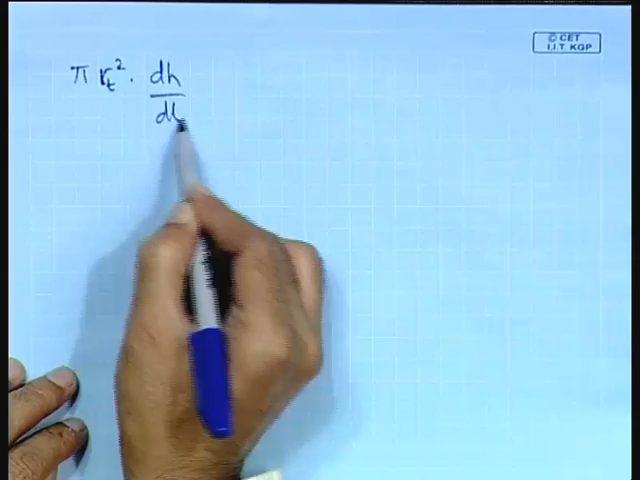 π r_t² · dh/dt
© CET
I.I.T. KGP